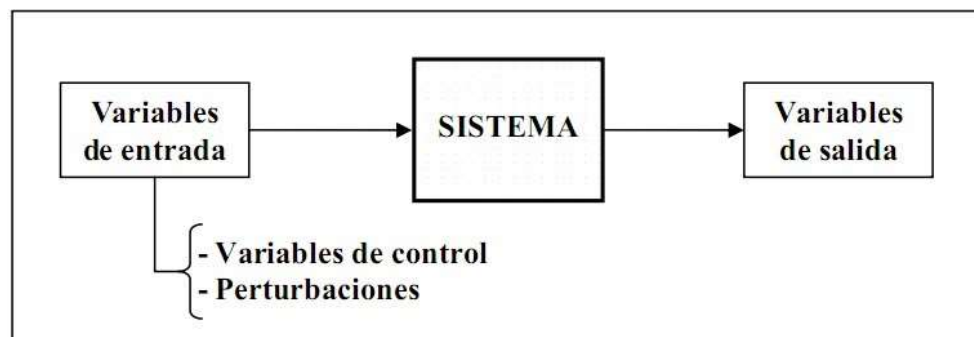 Variables
de entrada
SISTEMA
Variables
de salida
- Variables de control
- Perturbaciones